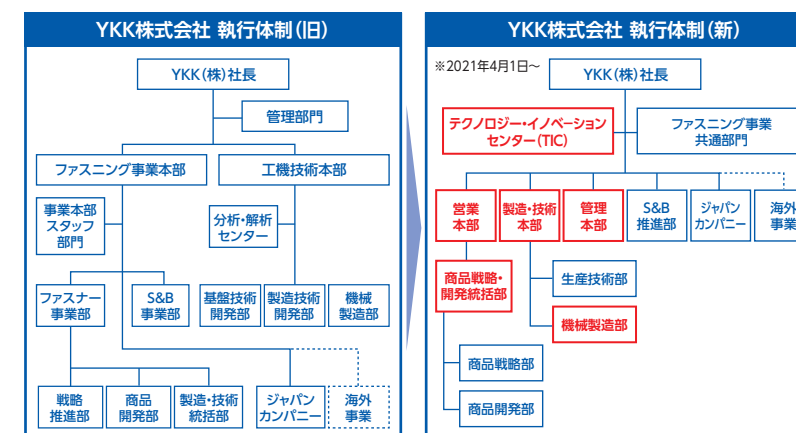 YKK株式会社 執行体制(旧)
YKK(株)社長
管理部門
ファスニング事業本部
工機技術本部
事業本部
スタッフ
部門
分析・解析
センター
ファスナー
事業部
S&B
事業部
基盤技術
開発部
製造技術
開発部
機械
製造部
戦略
推進部
商品
開発部
製造・技術
統括部
ジャパン
カンパニー
海外
事業
YKK株式会社 執行体制(新)
※2021年4月1日〜
YKK(株)社長
テクノロジー・イノベーション
センター(TIC)
ファスニング事業
共通部門
営業
本部
製造・技術
本部
管理
本部
S&B
推進部
ジャパン
カンパニー
海外
事業
商品戦略・
開発統括部
生産技術部
機械製造部
商品戦略部
商品開発部